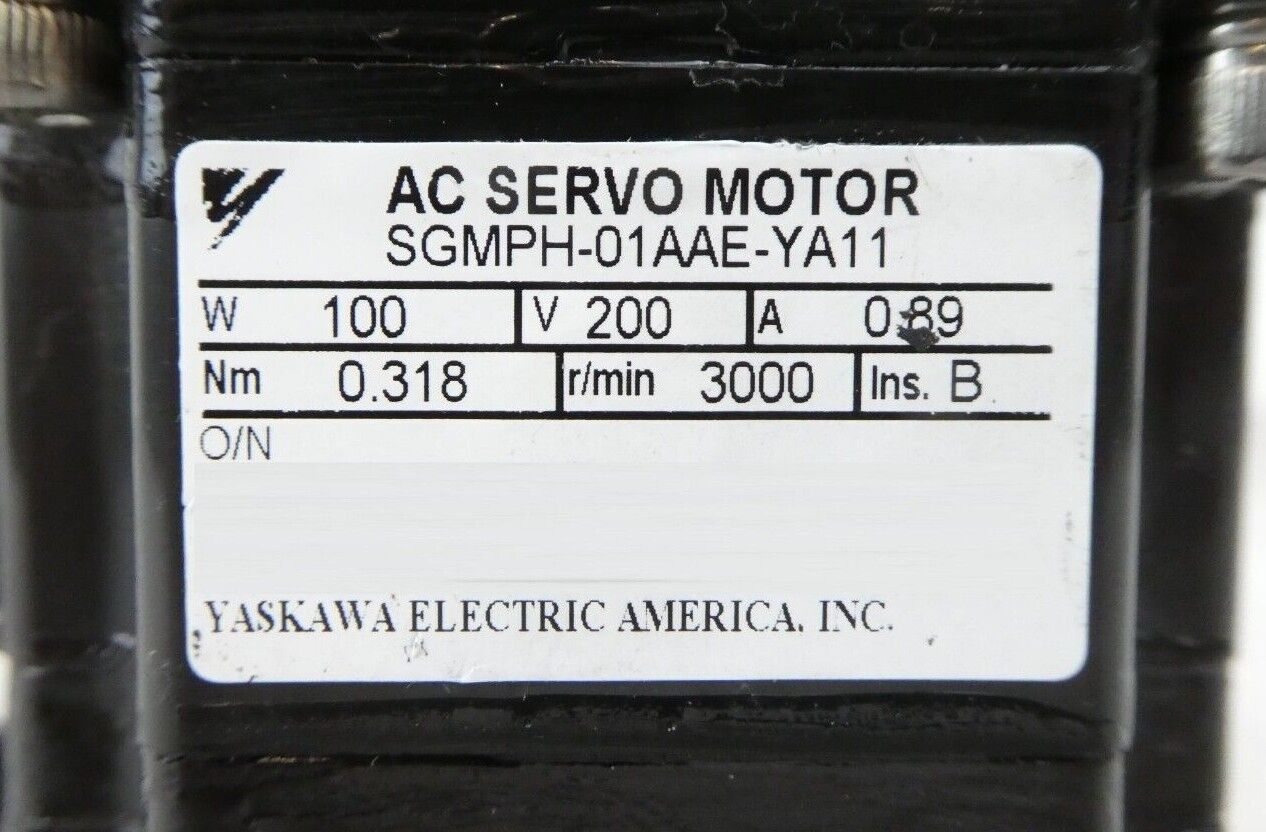 AC SERVO MOTOR
SGMPH-01AAE-YA11
W 100 V 200 A 0.89
Nm 0.318 r/min 3000 Ins. B
O/N
YASKAWA ELECTRIC AMERICA, INC.